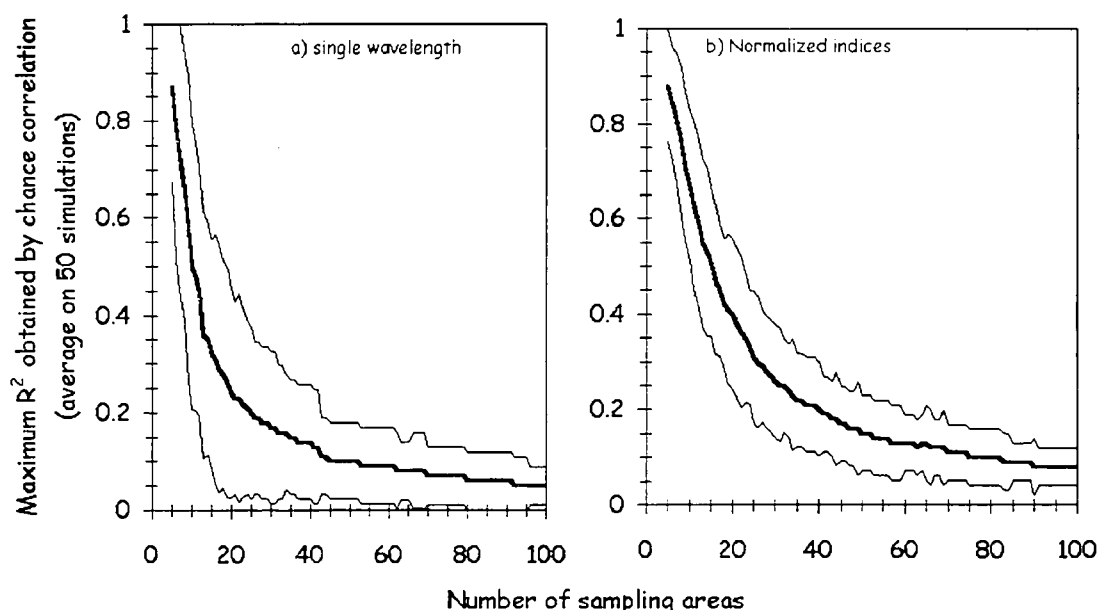 Maximum R² obtained by chance correlation
(average on 50 simulations)
a) single wavelength
1
0.8
0.6
0.4
0.2
0
0 20 40 60 80 100
b) Normalized indices
1
0.8
0.6
0.4
0.2
0
0 20 40 60 80 100
Number of sampling areas